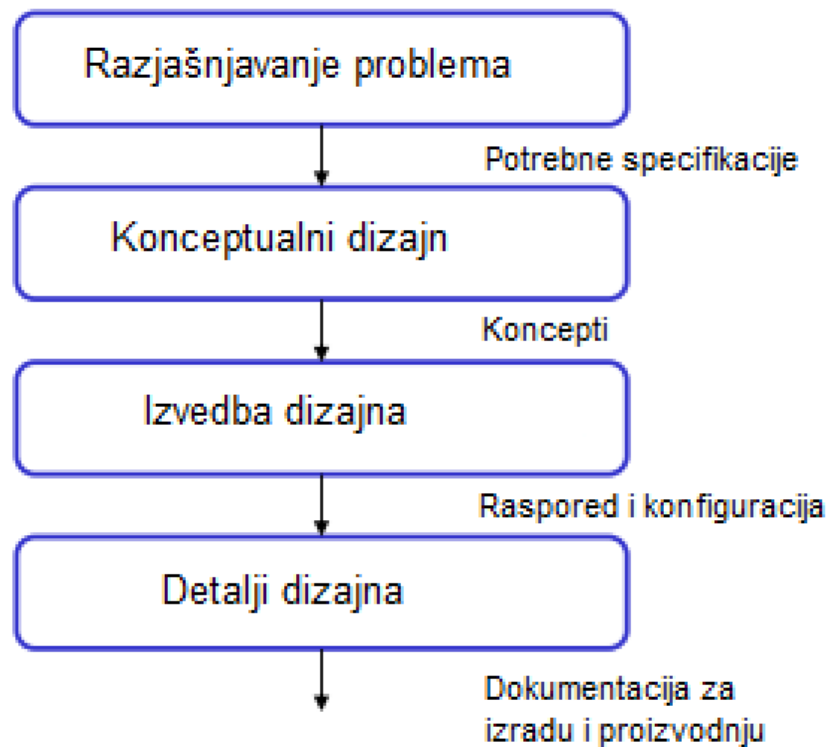 Razjašnjavanje problema
Potrebne specifikacije
Konceptualni dizajn
Koncepti
Izvedba dizajna
Raspored i konfiguracija
Detalji dizajna
Dokumentacija za
izradu i proizvodnju